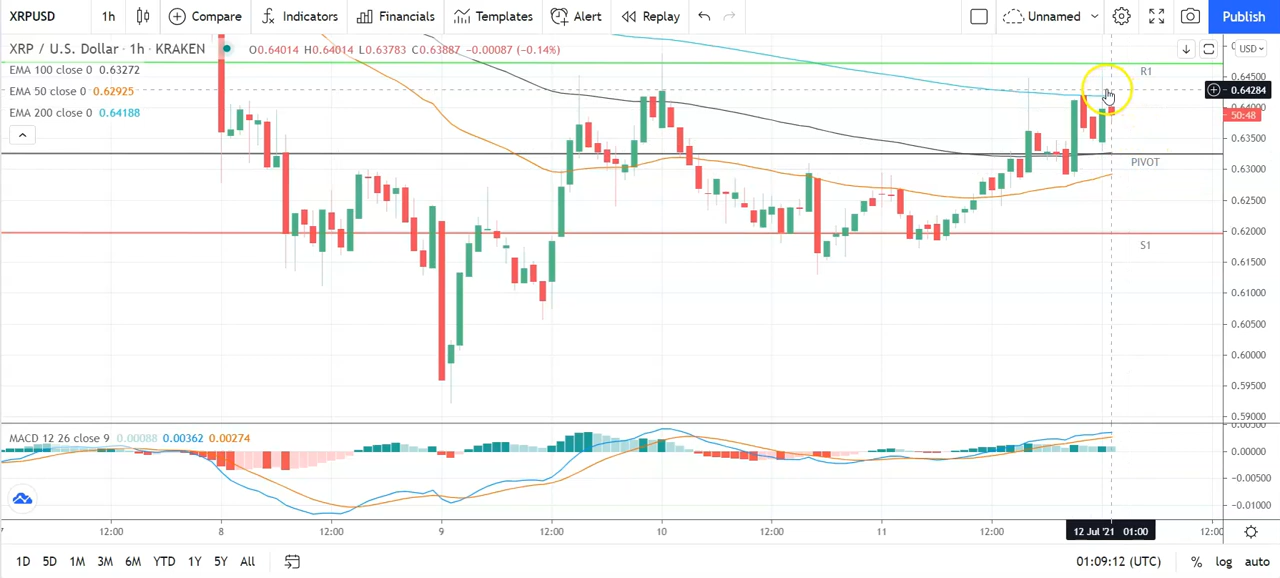 XRPUSD 1h Compare Indicators Financials Templates Alert Replay Unnamed Publish
XRP / U.S. Dollar · 1h · KRAKEN O0.64014 H0.64014 L0.63783 C0.63887 −0.00087 (−0.14%) USD
EMA 100 close 0 0.63272
EMA 50 close 0 0.62925
EMA 200 close 0 0.64188
R1
0.64500
0.64284
0.64000
50:48
0.63500
PIVOT
0.63000
0.62500
0.62000
S1
0.61500
0.61000
0.60500
0.60000
0.59500
0.59000
MACD 12 26 close 9 0.00088 0.00362 0.00274
0.00500
0.00000
−0.00500
−0.01000
7 12:00 8 12:00 9 12:00 10 12:00 11 12:00 12 Jul '21 01:00 12:00
1D 5D 1M 3M 6M YTD 1Y 5Y All 01:09:12 (UTC) % log auto